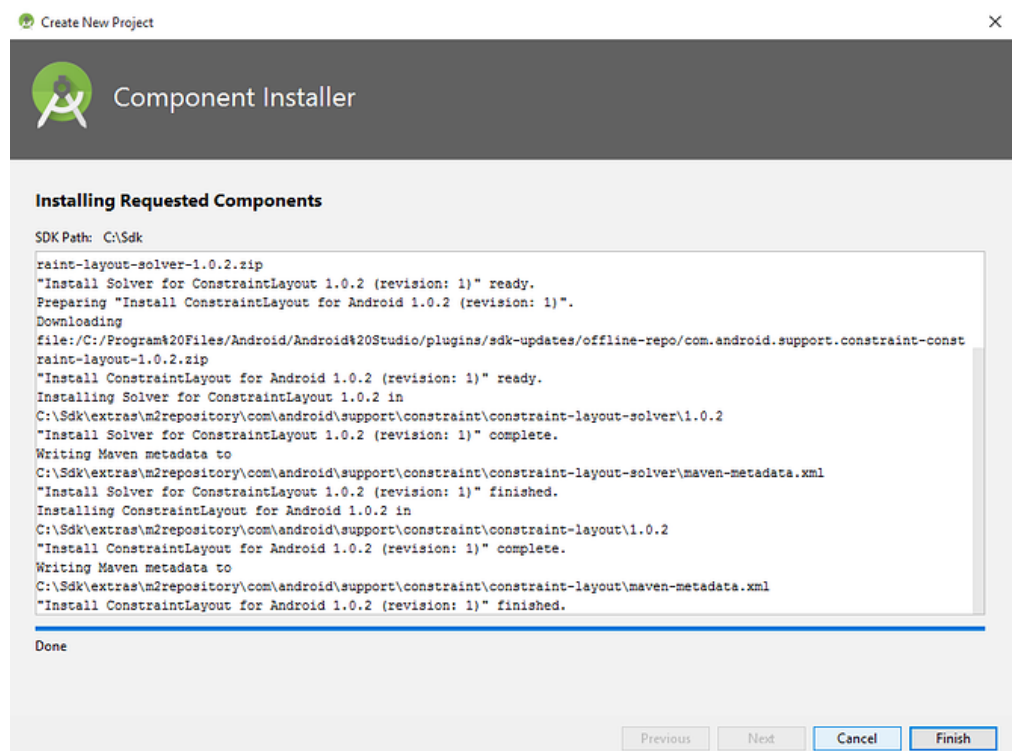 Create New Project
Component Installer
Installing Requested Components
SDK Path: C:\Sdk
raint-layout-solver-1.0.2.zip
"Install Solver for ConstraintLayout 1.0.2 (revision: 1)" ready.
Preparing "Install ConstraintLayout for Android 1.0.2 (revision: 1)".
Downloading
file:/C:/Program%20Files/Android/Android%20Studio/plugins/sdk-updates/offline-repo/com.android.support.constraint-const
raint-layout-1.0.2.zip
"Install ConstraintLayout for Android 1.0.2 (revision: 1)" ready.
Installing Solver for ConstraintLayout 1.0.2 in
C:\Sdk\extras\m2repository\com\android\support\constraint\constraint-layout-solver\1.0.2
"Install Solver for ConstraintLayout 1.0.2 (revision: 1)" complete.
Writing Maven metadata to
C:\Sdk\extras\m2repository\com\android\support\constraint\constraint-layout-solver\maven-metadata.xml
"Install Solver for ConstraintLayout 1.0.2 (revision: 1)" finished.
Installing ConstraintLayout for Android 1.0.2 in
C:\Sdk\extras\m2repository\com\android\support\constraint\constraint-layout\1.0.2
"Install ConstraintLayout for Android 1.0.2 (revision: 1)" complete.
Writing Maven metadata to
C:\Sdk\extras\m2repository\com\android\support\constraint\constraint-layout\maven-metadata.xml
"Install ConstraintLayout for Android 1.0.2 (revision: 1)" finished.
Done
Previous Next Cancel Finish